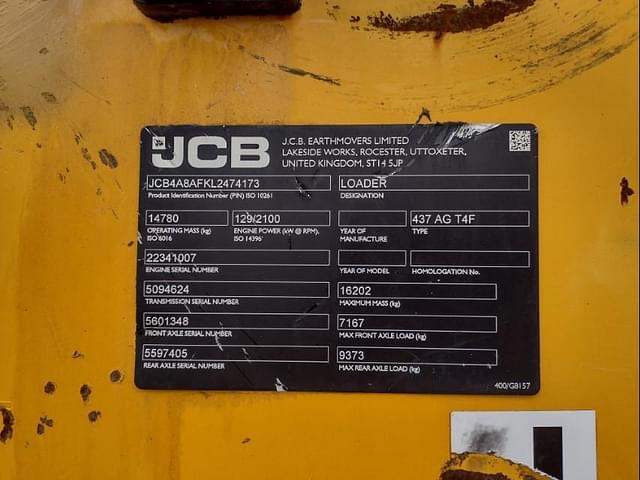 JCB
J.C.B. EARTHMOVERS LIMITED
LAKESIDE WORKS, ROCESTER, UTTOXETER,
UNITED KINGDOM, ST14 5JP
JCB4A8AFKL2474173 LOADER
Product Identification Number (PIN) ISO 10261 DESIGNATION
14780 129/2100 437 AG T4F
OPERATING MASS (kg) ENGINE POWER (kW @ RPM), YEAR OF TYPE
ISO 6016 ISO 14396 MANUFACTURE
22341007
ENGINE SERIAL NUMBER YEAR OF MODEL HOMOLOGATION No.
5094624 16202
TRANSMISSION SERIAL NUMBER MAXIMUM MASS (kg)
5601348 7167
FRONT AXLE SERIAL NUMBER MAX FRONT AXLE LOAD (kg)
5597405 9373
REAR AXLE SERIAL NUMBER MAX REAR AXLE LOAD (kg)
400/G8157